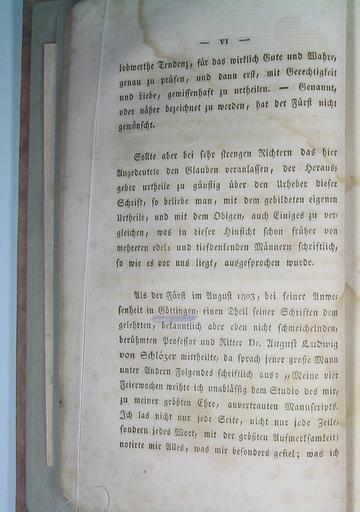 — VI —
lobwerthe Tendenz, für das wirklich Gute und Wahre,
genau zu prüfen, und dann erst, mit Gerechtigkeit
und Liebe, gewissenhaft zu urtheilen. — Genannt,
oder näher bezeichnet zu werden, hat der Fürst nicht
gewünscht.
Sollte aber bei sehr strengen Richtern das hier
Angedeutete den Glauben veranlassen, der Heraus-
geber urtheile zu günstig über den Urheber dieser
Schrift, so beliebe man, mit dem gebildeten eigenen
Urtheile, und mit dem Obigen, auch Einiges zu ver-
gleichen, was in dieser Hinsicht schon früher von
mehreren edel- und tiefdenkenden Männern schriftlich,
so wie es vor uns liegt, ausgesprochen wurde.
Als der Fürst im August 1803, bei seiner Anwe-
senheit in Göttingen, einen Theil seiner Schriften dem
gelehrten, bekanntlich aber eben nicht schmeichelnden,
berühmten Professor und Ritter Dr. August Ludwig
von Schlözer mittheilte, da sprach jener große Mann
unter Andern Folgendes schriftlich aus: „Meine vier
Feierwochen weihte ich unablässig dem Studio des mir,
zu meiner größten Ehre, anvertrauten Manuscripts.
Ich las nicht nur jede Seite, nicht nur jede Zeile,
sondern jedes Wort, mit der größten Aufmerksamkeit;
notirte mir Alles, was mir besonders gefiel; was ich